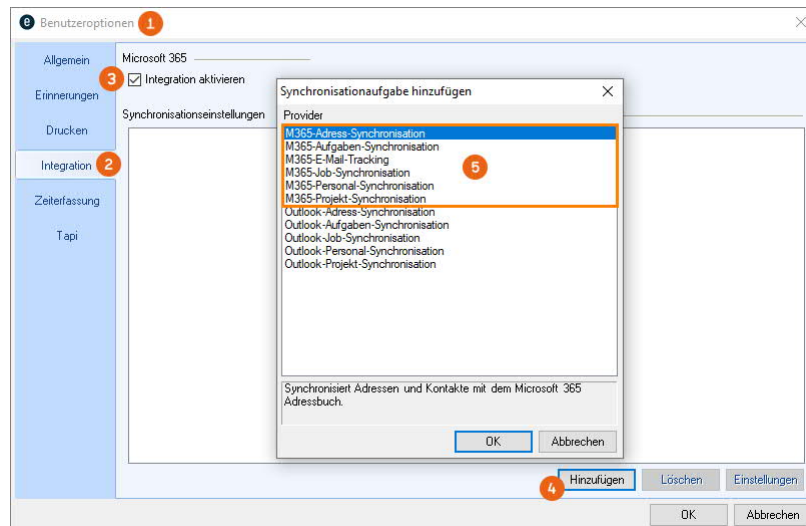 e Benutzeroptionen 1
Allgemein
Erinnerungen
Drucken
Integration 2
Zeiterfassung
Tapi
Microsoft 365
3 Integration aktivieren
Synchronisationseinstellungen
Synchronisationaufgabe hinzufügen
Provider
M365-Adress-Synchronisation
M365-Aufgaben-Synchronisation
M365-E-Mail-Tracking
M365-Job-Synchronisation
M365-Personal-Synchronisation
M365-Projekt-Synchronisation
5
Outlook-Adress-Synchronisation
Outlook-Aufgaben-Synchronisation
Outlook-Job-Synchronisation
Outlook-Personal-Synchronisation
Outlook-Projekt-Synchronisation
Synchronisiert Adressen und Kontakte mit dem Microsoft 365
Adressbuch.
OK Abbrechen
4 Hinzufügen Löschen Einstellungen
OK Abbrechen